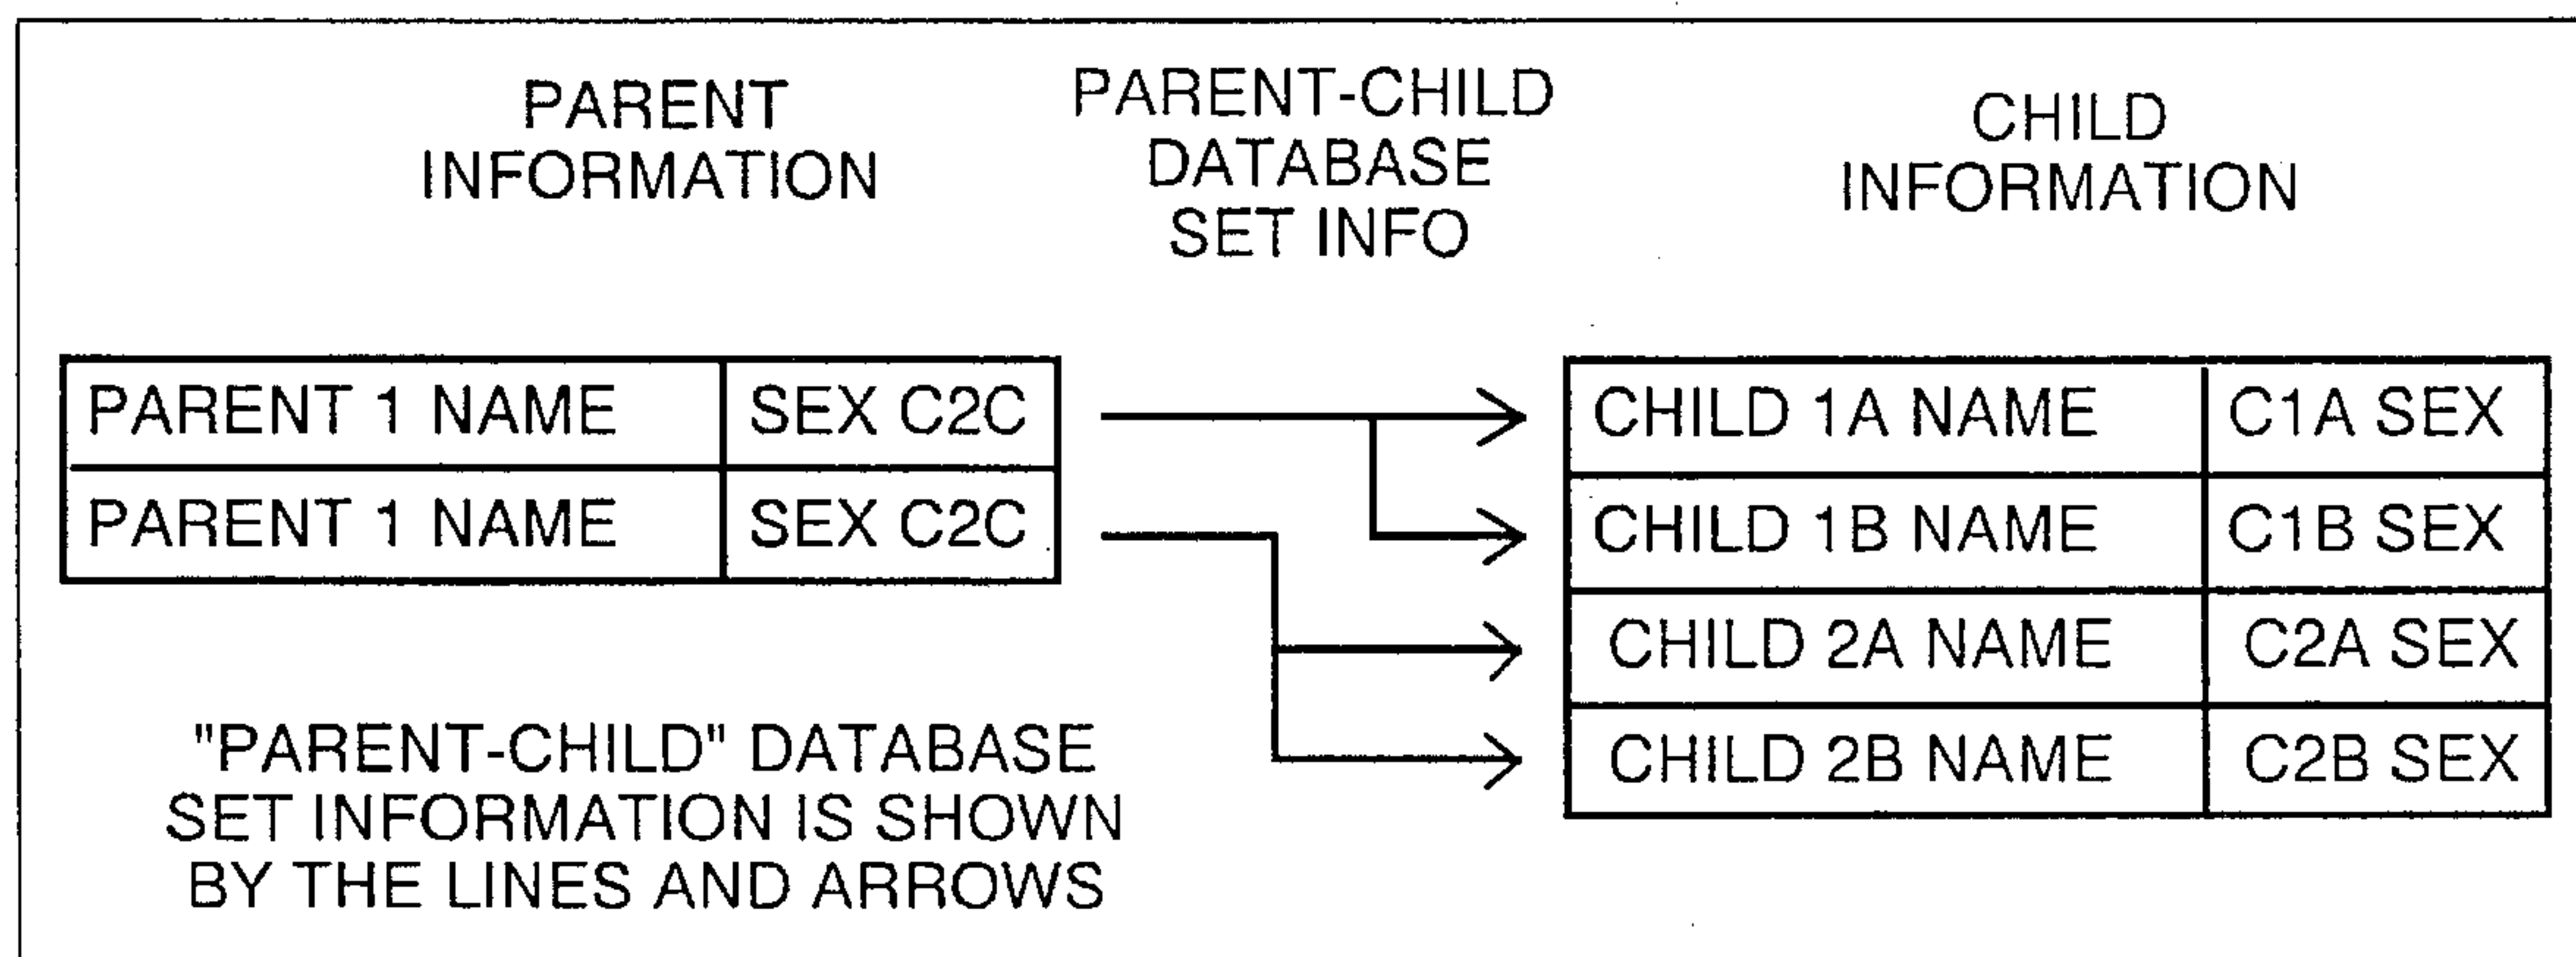 PARENT
INFORMATION
PARENT-CHILD
DATABASE
SET INFO
CHILD
INFORMATION
PARENT 1 NAME SEX C2C
PARENT 1 NAME SEX C2C
CHILD 1A NAME C1A SEX
CHILD 1B NAME C1B SEX
CHILD 2A NAME C2A SEX
CHILD 2B NAME C2B SEX
"PARENT-CHILD" DATABASE
SET INFORMATION IS SHOWN
BY THE LINES AND ARROWS